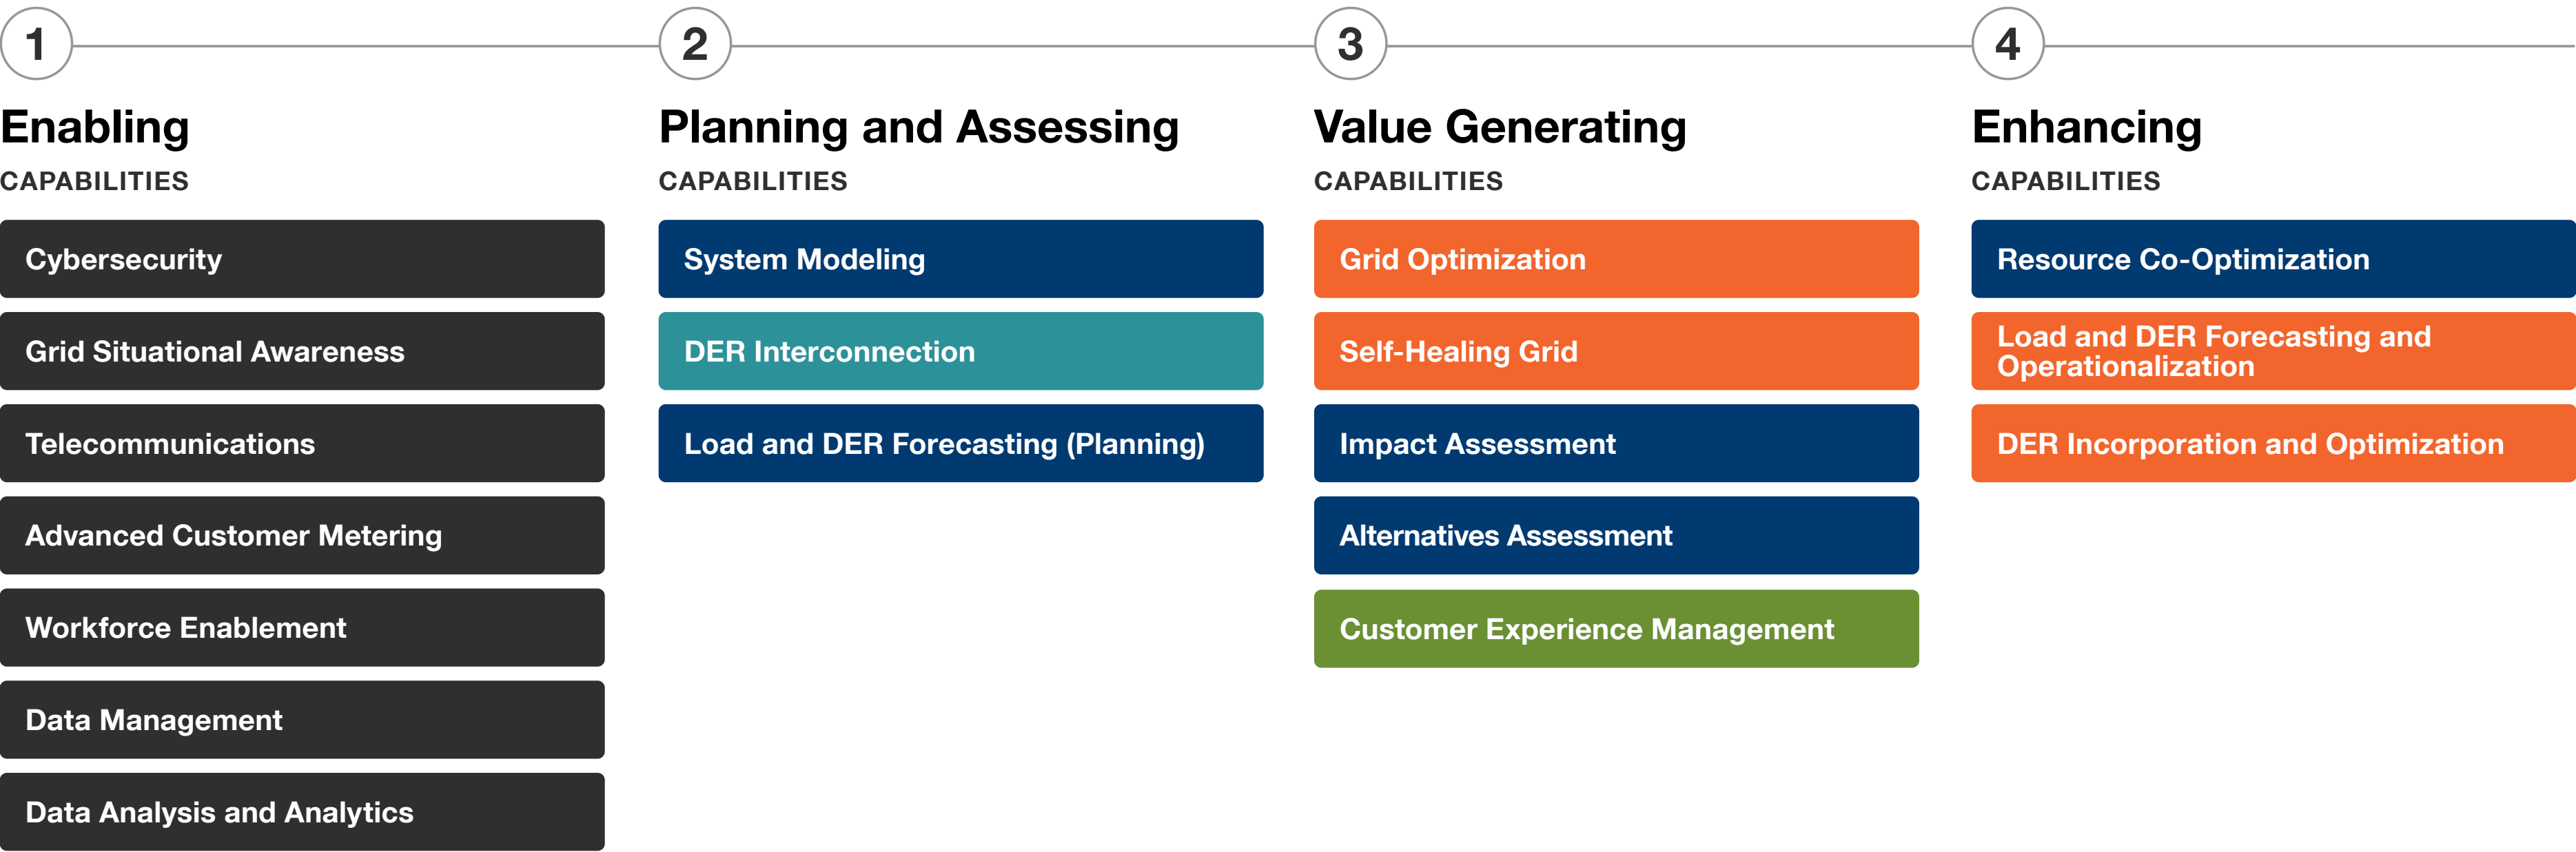 1
Enabling
CAPABILITIES
Cybersecurity
Grid Situational Awareness
Telecommunications
Advanced Customer Metering
Workforce Enablement
Data Management
Data Analysis and Analytics
2
Planning and Assessing
CAPABILITIES
System Modeling
DER Interconnection
Load and DER Forecasting (Planning)
3
Value Generating
CAPABILITIES
Grid Optimization
Self-Healing Grid
Impact Assessment
Alternatives Assessment
Customer Experience Management
4
Enhancing
CAPABILITIES
Resource Co-Optimization
Load and DER Forecasting and
Operationalization
DER Incorporation and Optimization